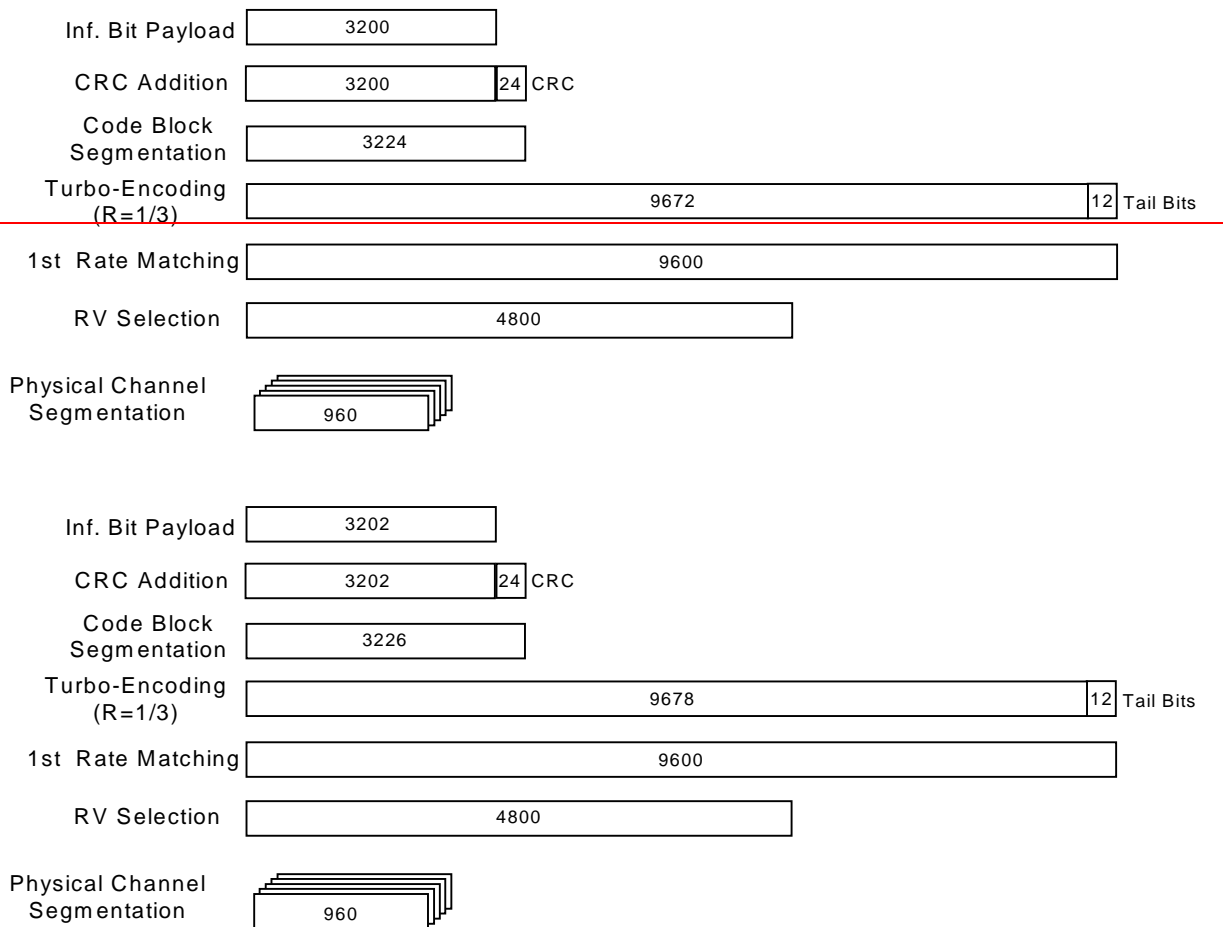 Inf. Bit Payload 3200
CRC Addition 3200 24 CRC
Code Block
Segmentation 3224
Turbo-Encoding
(R=1/3) 9672 12 Tail Bits
1st Rate Matching 9600
RV Selection 4800
Physical Channel
Segmentation 960
Inf. Bit Payload 3202
CRC Addition 3202 24 CRC
Code Block
Segmentation 3226
Turbo-Encoding
(R=1/3) 9678 12 Tail Bits
1st Rate Matching 9600
RV Selection 4800
Physical Channel
Segmentation 960